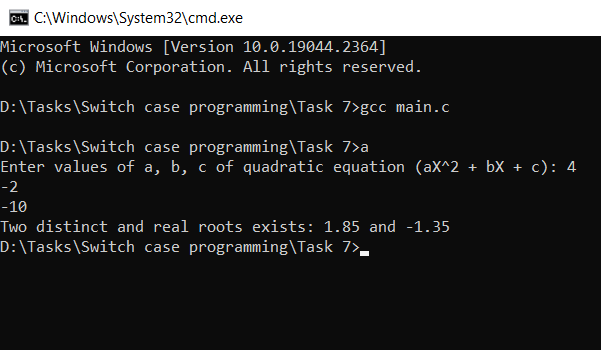 C:\Windows\System32\cmd.exe
Microsoft Windows [Version 10.0.19044.2364]
(c) Microsoft Corporation. All rights reserved.
D:\Tasks\Switch case programming\Task 7>gcc main.c
D:\Tasks\Switch case programming\Task 7>a
Enter values of a, b, c of quadratic equation (aX^2 + bX + c): 4
-2
-10
Two distinct and real roots exists: 1.85 and -1.35
D:\Tasks\Switch case programming\Task 7>